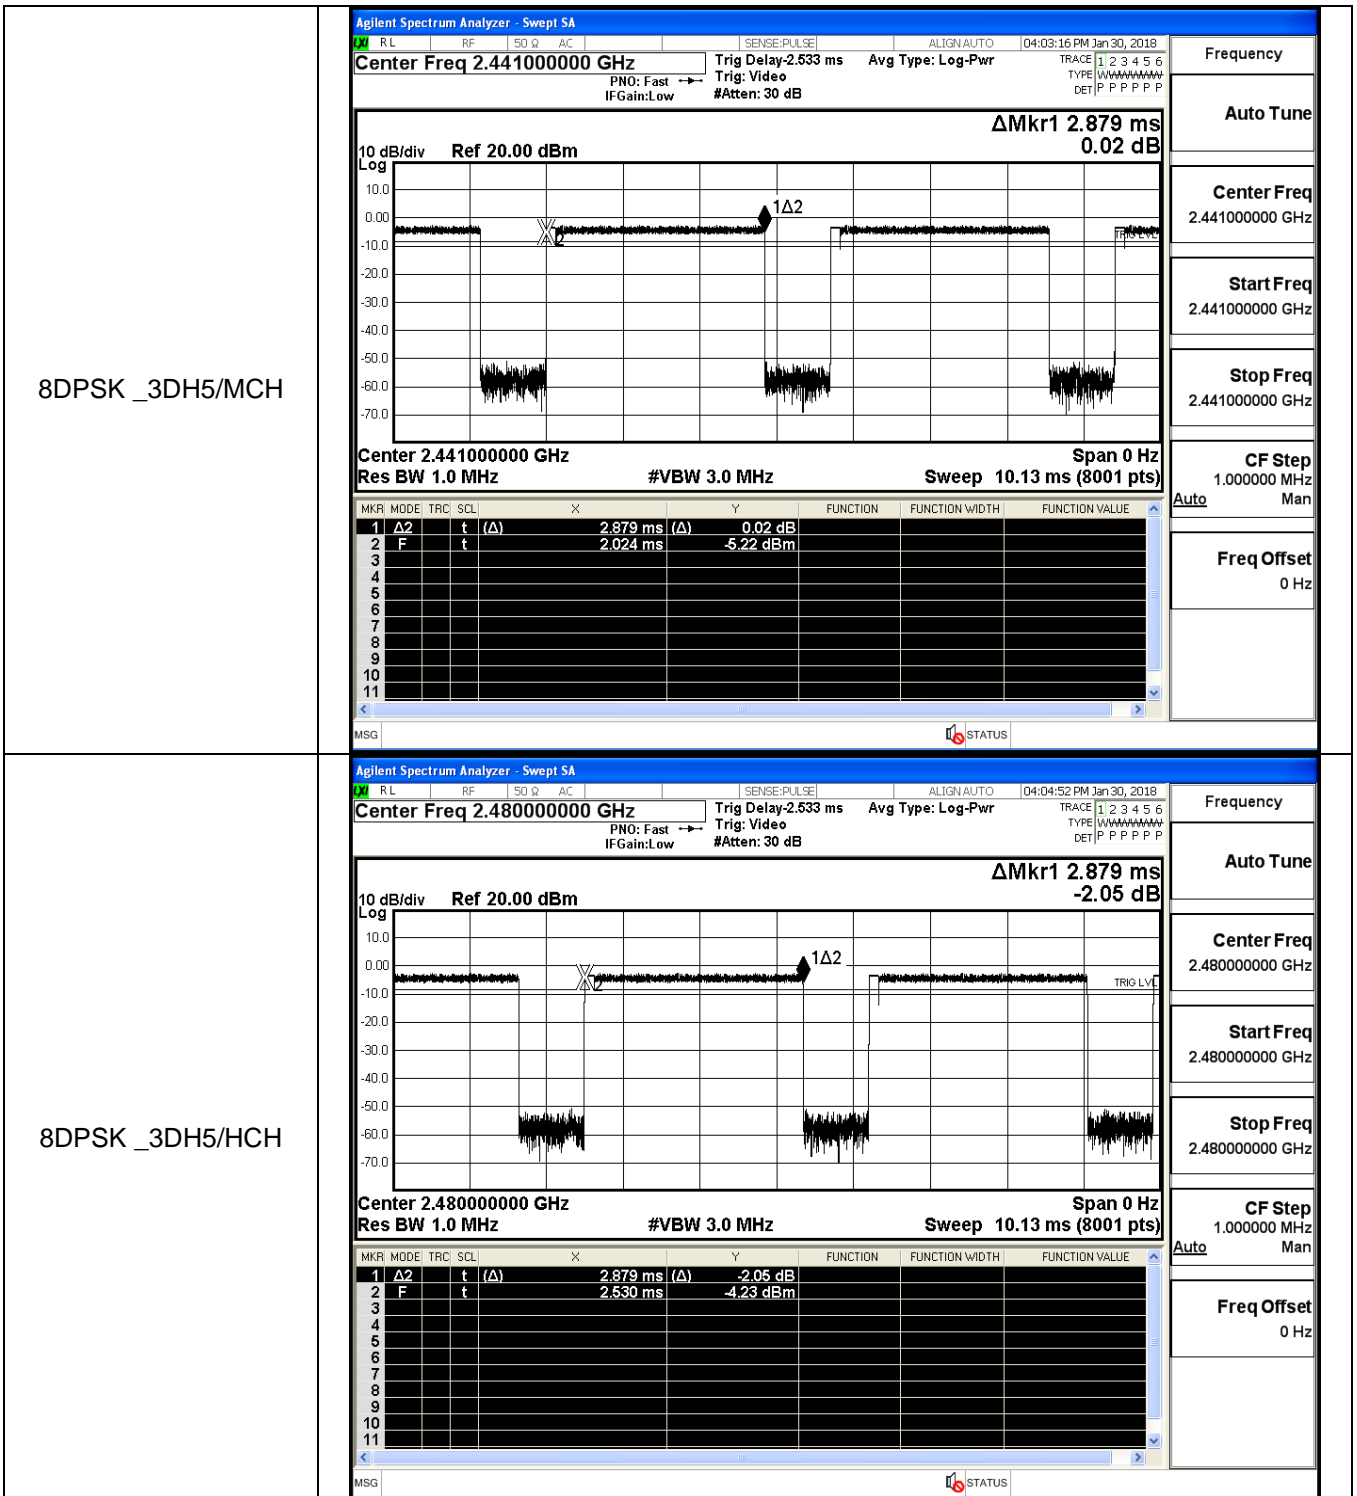 8DPSK _3DH5/MCH
Agilent Spectrum Analyzer - Swept SA
LXI RL RF 50 Ω AC SENSE:PULSE ALIGN AUTO 04:03:16 PM Jan 30, 2018
Center Freq 2.441000000 GHz
PNO: Fast
IFGain:Low
Trig Delay-2.533 ms
Trig: Video
#Atten: 30 dB
Avg Type: Log-Pwr
TRACE 1 2 3 4 5 6
TYPE WWWWWW
DET P P P P P P
ΔMkr1 2.879 ms
0.02 dB
10 dB/div Ref 20.00 dBm
Log
10.0
0.00
-10.0
-20.0
-30.0
-40.0
-50.0
-60.0
-70.0
1Δ2
2
TRIG LVL
Center 2.441000000 GHz Span 0 Hz
Res BW 1.0 MHz #VBW 3.0 MHz Sweep 10.13 ms (8001 pts)
MKR MODE TRC SCL X Y FUNCTION FUNCTION WIDTH FUNCTION VALUE
1 Δ2 t (Δ) 2.879 ms (Δ) 0.02 dB
2 F t 2.024 ms -5.22 dBm
3
4
5
6
7
8
9
10
11
MSG STATUS
Frequency
Auto Tune
Center Freq
2.441000000 GHz
Start Freq
2.441000000 GHz
Stop Freq
2.441000000 GHz
CF Step
1.000000 MHz
Auto Man
Freq Offset
0 Hz
8DPSK _3DH5/HCH
Agilent Spectrum Analyzer - Swept SA
LXI RL RF 50 Ω AC SENSE:PULSE ALIGN AUTO 04:04:52 PM Jan 30, 2018
Center Freq 2.480000000 GHz
PNO: Fast
IFGain:Low
Trig Delay-2.533 ms
Trig: Video
#Atten: 30 dB
Avg Type: Log-Pwr
TRACE 1 2 3 4 5 6
TYPE WWWWWW
DET P P P P P P
ΔMkr1 2.879 ms
-2.05 dB
10 dB/div Ref 20.00 dBm
Log
10.0
0.00
-10.0
-20.0
-30.0
-40.0
-50.0
-60.0
-70.0
1Δ2
2
TRIG LVL
Center 2.480000000 GHz Span 0 Hz
Res BW 1.0 MHz #VBW 3.0 MHz Sweep 10.13 ms (8001 pts)
MKR MODE TRC SCL X Y FUNCTION FUNCTION WIDTH FUNCTION VALUE
1 Δ2 t (Δ) 2.879 ms (Δ) -2.05 dB
2 F t 2.530 ms -4.23 dBm
3
4
5
6
7
8
9
10
11
MSG STATUS
Frequency
Auto Tune
Center Freq
2.480000000 GHz
Start Freq
2.480000000 GHz
Stop Freq
2.480000000 GHz
CF Step
1.000000 MHz
Auto Man
Freq Offset
0 Hz